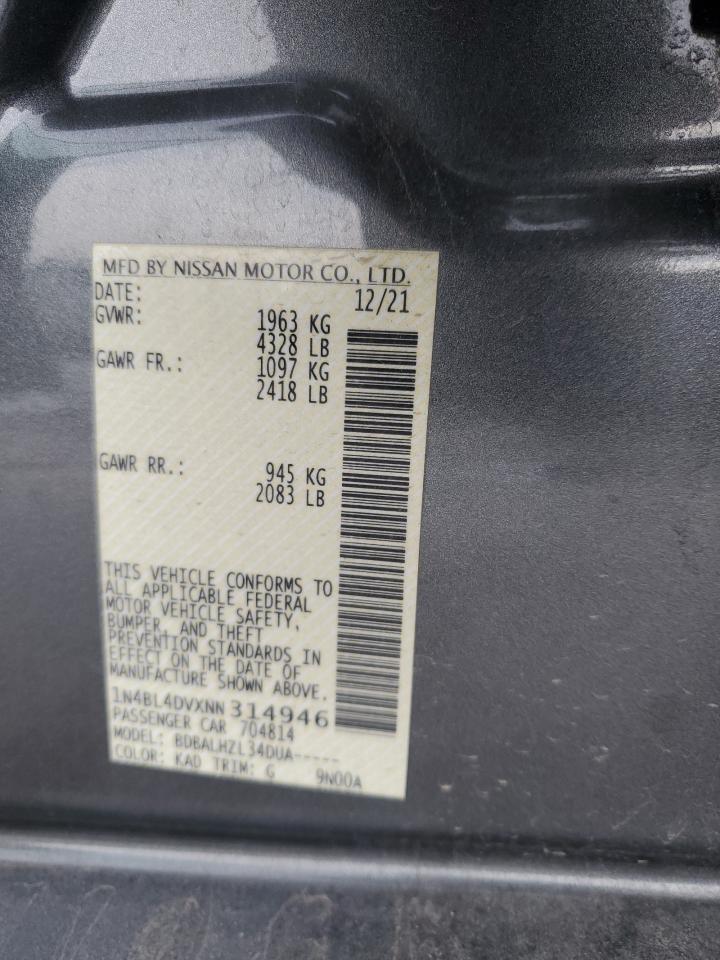 MFD BY NISSAN MOTOR CO., LTD.
DATE: 12/21
GVWR: 1963 KG
4328 LB
GAWR FR.: 1097 KG
2418 LB
GAWR RR.: 945 KG
2083 LB
THIS VEHICLE CONFORMS TO
ALL APPLICABLE FEDERAL
MOTOR VEHICLE SAFETY,
BUMPER, AND THEFT
PREVENTION STANDARDS IN
EFFECT ON THE DATE OF
MANUFACTURE SHOWN ABOVE.
1N4BL4DVXNN314946
PASSENGER CAR 704814
MODEL: BDBALHZL34DUA-----
COLOR: KAD TRIM: G 9N00A